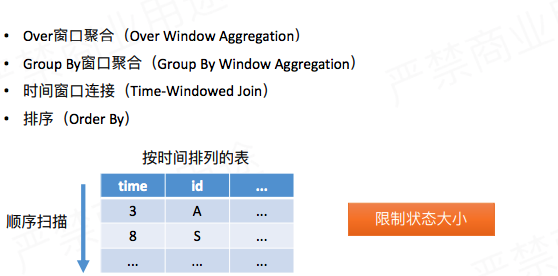 • Over窗口聚合（Over Window Aggregation）
• Group By窗口聚合（Group By Window Aggregation）
• 时间窗口连接（Time-Windowed Join）
• 排序（Order By）
按时间排列的表
time id ...
3 A ...
8 S ...
... ... ...
顺序扫描
限制状态大小
严禁商业用途